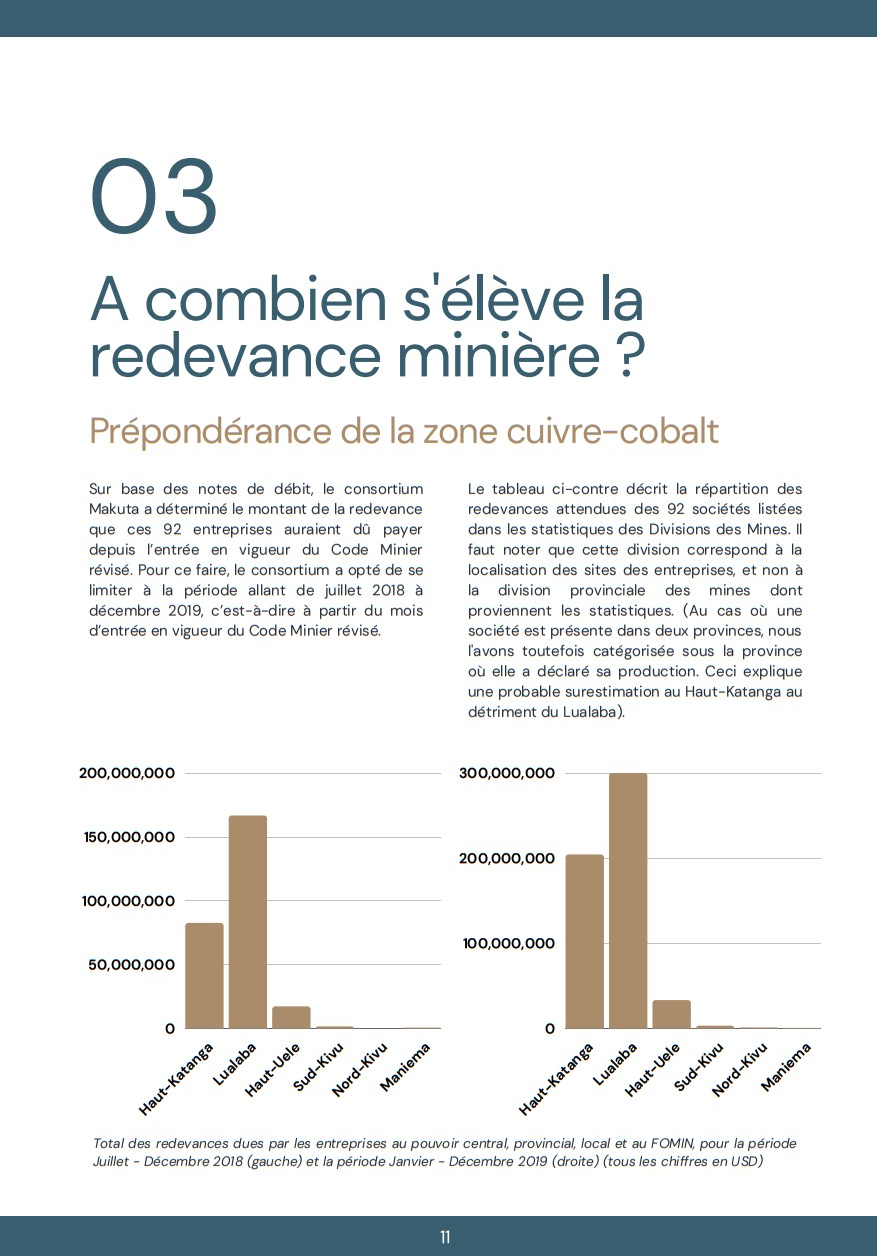 03
A combien s'élève la
redevance minière ?
Prépondérance de la zone cuivre-cobalt
Sur base des notes de débit, le consortium
Makuta a déterminé le montant de la redevance
que ces 92 entreprises auraient dû payer
depuis l’entrée en vigueur du Code Minier
révisé. Pour ce faire, le consortium a opté de se
limiter à la période allant de juillet 2018 à
décembre 2019, c’est-à-dire à partir du mois
d’entrée en vigueur du Code Minier révisé.
Le tableau ci-contre décrit la répartition des
redevances attendues des 92 sociétés listées
dans les statistiques des Divisions des Mines. Il
faut noter que cette division correspond à la
localisation des sites des entreprises, et non à
la division provinciale des mines dont
proviennent les statistiques. (Au cas où une
société est présente dans deux provinces, nous
l'avons toutefois catégorisée sous la province
où elle a déclaré sa production. Ceci explique
une probable surestimation au Haut-Katanga au
détriment du Lualaba).
200,000,000
150,000,000
100,000,000
50,000,000
0
Haut-Katanga
Lualaba
Haut-Uele
Sud-Kivu
Nord-Kivu
Maniema
300,000,000
200,000,000
100,000,000
0
Haut-Katanga
Lualaba
Haut-Uele
Sud-Kivu
Nord-Kivu
Maniema
Total des redevances dues par les entreprises au pouvoir central, provincial, local et au FOMIN, pour la période
Juillet - Décembre 2018 (gauche) et la période Janvier - Décembre 2019 (droite) (tous les chiffres en USD)
11